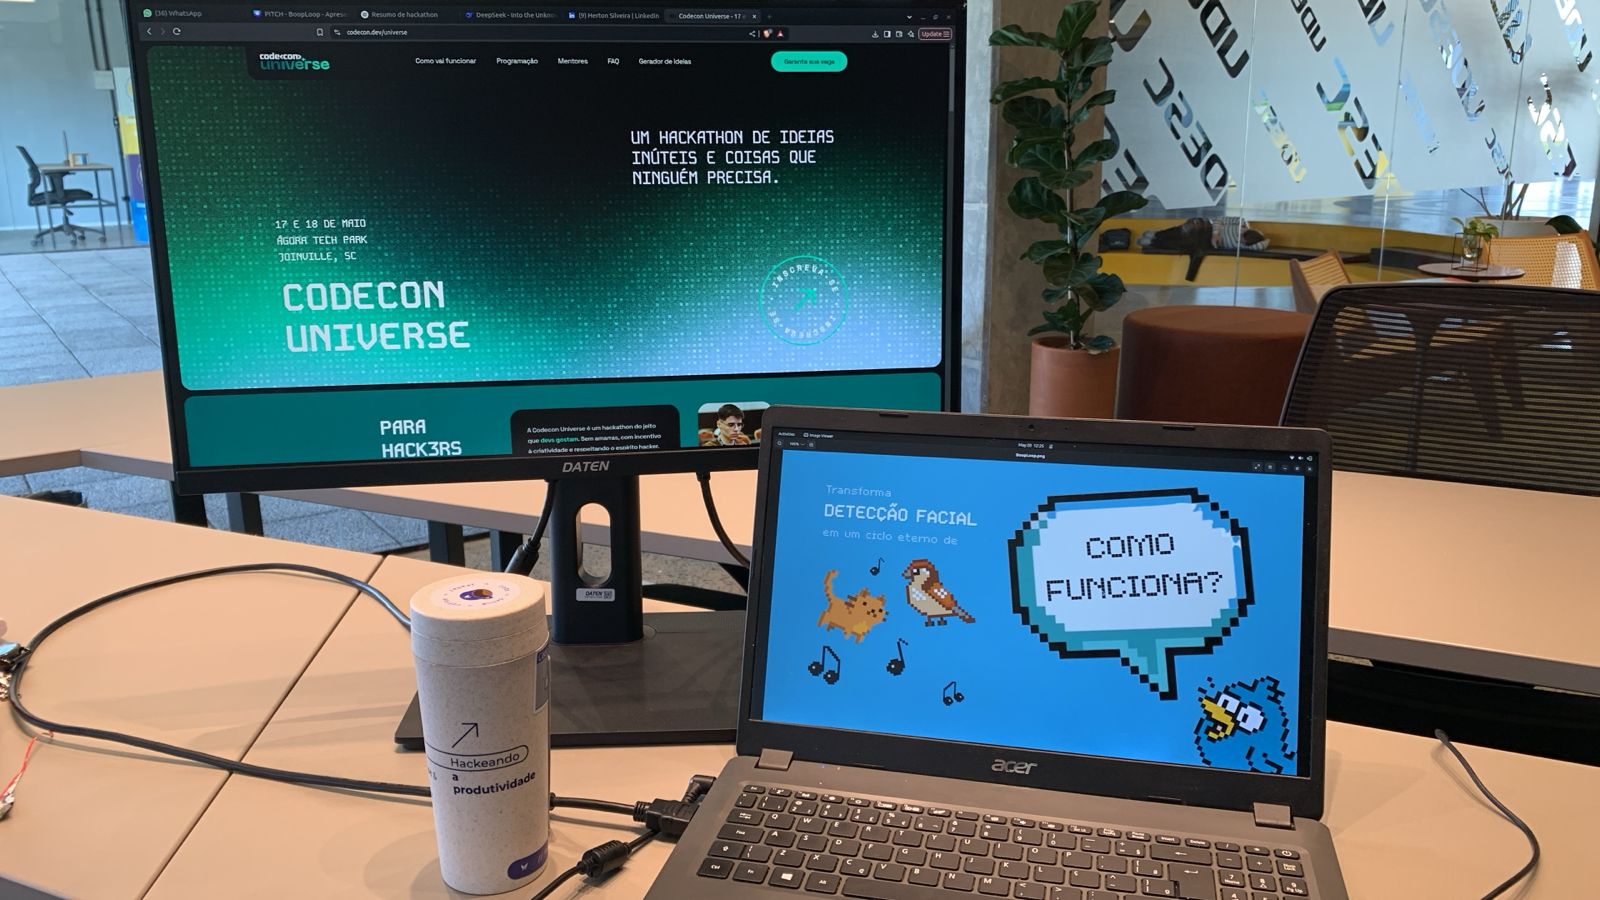 (36) WhatsApp
PITCH - BoopLoop - Aprese
Resumo de hackathon
DeepSeek - Into the Unkno
(9) Herton Silveira | LinkedIn
Codecon Universe - 17 e
codecon.dev/universe
Update
codecon
universe
Como vai funcionar
Programação
Mentores
FAQ
Gerador de ideias
Garanta sua vaga
UM HACKATHON DE IDEIAS
INÚTEIS E COISAS QUE
NINGUÉM PRECISA.
17 E 18 DE MAIO
ÁGORA TECH PARK
JOINVILLE, SC
CODECON
UNIVERSE
INSCREVA-SE INSCREVA-SE
PARA
HACK3RS
A Codecon Universe é um hackathon do jeito
que devs gostam. Sem amarras, com incentivo
à criatividade e respeitando o espírito hacker.
DATEN
DATEN
Activities
Image Viewer
May 20 12:25
BoopLoop.png
Transforma
DETECÇÃO FACIAL
em um ciclo eterno de
COMO
FUNCIONA?
acer
Hackeando
a
produtividade